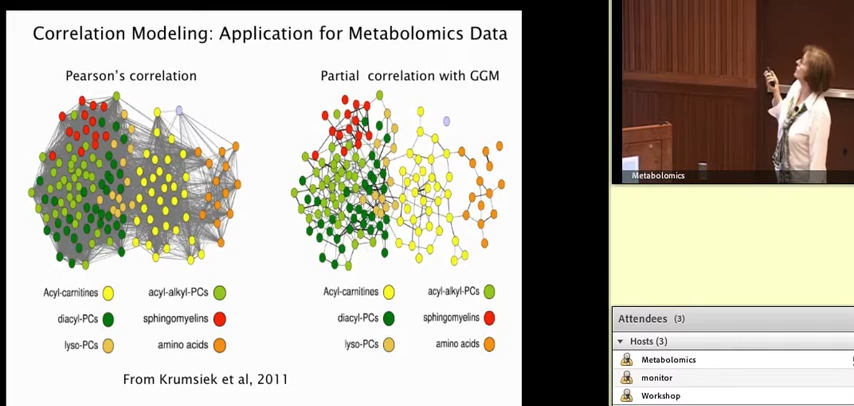 Correlation Modeling: Application for Metabolomics Data
Pearson's correlation
Partial correlation with GGM
Acyl-carnitines
acyl-alkyl-PCs
diacyl-PCs
sphingomyelins
lyso-PCs
amino acids
Acyl-carnitines
acyl-alkyl-PCs
diacyl-PCs
sphingomyelins
lyso-PCs
amino acids
From Krumsiek et al, 2011
Metabolomics
Attendees (3)
Hosts (3)
Metabolomics
monitor
Workshop